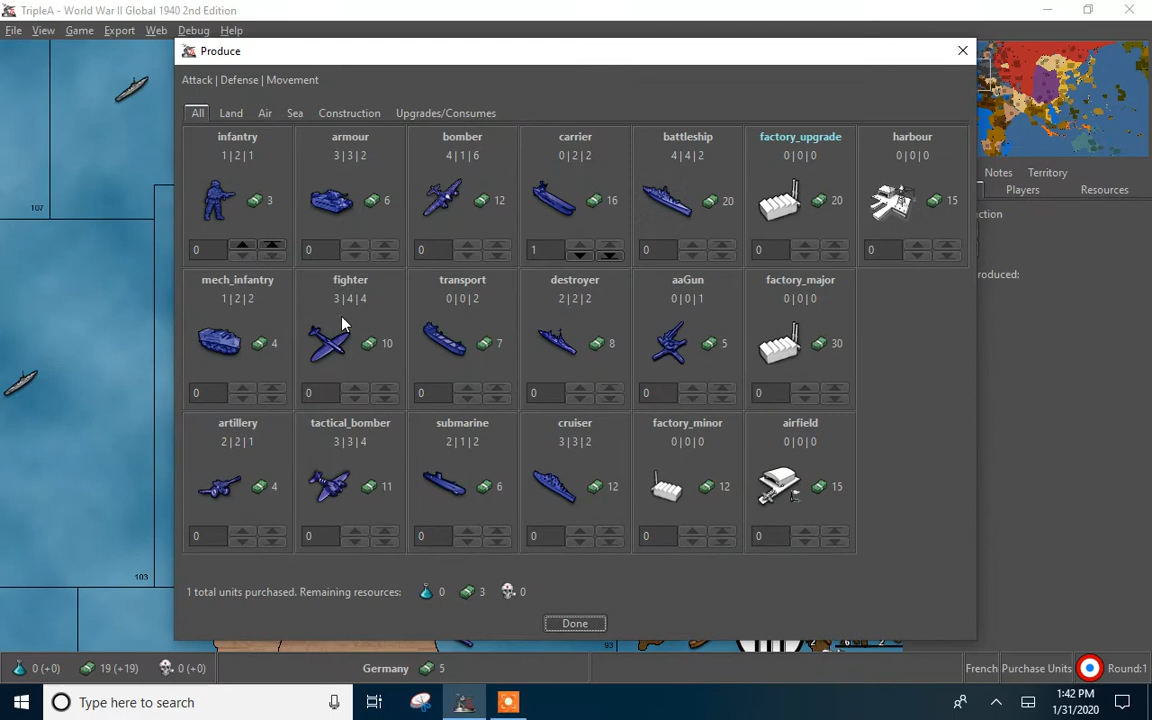 TripleA - World War II Global 1940 2nd Edition
File View Game Export Web Debug Help
Produce
Attack | Defense | Movement
All Land Air Sea Construction Upgrades/Consumes
infantry armour bomber carrier battleship factory_upgrade harbour
1|2|1 3|3|2 4|1|6 0|2|2 4|4|2 0|0|0 0|0|0
3 6 12 16 20 20 15
0 0 0 1 0 0 0
mech_infantry fighter transport destroyer aaGun factory_major
1|2|2 3|4|4 0|0|2 2|2|2 0|0|1 0|0|0
4 10 7 8 5 30
0 0 0 0 0 0
artillery tactical_bomber submarine cruiser factory_minor airfield
2|2|1 3|3|4 2|1|2 3|3|2 0|0|0 0|0|0
4 11 6 12 12 15
0 0 0 0 0 0
1 total units purchased. Remaining resources: 0 3 0
Done
107
103
93
Notes Territory
Players Resources
ction
oduced:
0 (+0) 19 (+19) 0 (+0) Germany 5 French Purchase Units Round:1
Type here to search
1:42 PM
1/31/2020